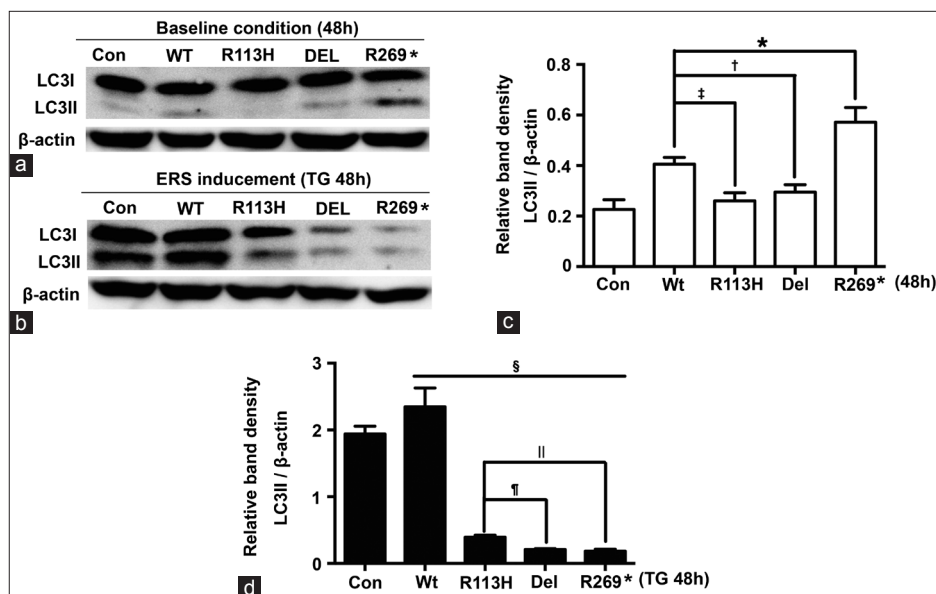 Baseline condition (48h)
Con WT R113H DEL R269*
LC3I
LC3II
β-actin
a
ERS inducement (TG 48h)
Con WT R113H DEL R269*
LC3I
LC3II
β-actin
b
Relative band density
LC3II / β-actin
0.8
0.6
0.4
0.2
0
*
†
‡
Con Wt R113H Del R269* (48h)
c
Relative band density
LC3II / β-actin
3
2
1
0
§
||
¶
Con Wt R113H Del R269* (TG 48h)
d